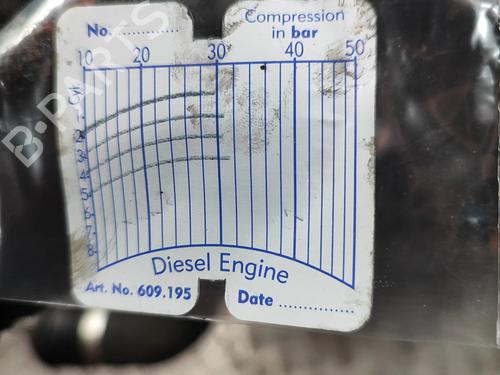 No. ............
Compression
in bar
10 20 30 40 50
Cyl.
1
2
3
4
5
6
7
8
Diesel Engine
Art. No. 609.195
Date ..............
B-PARTS